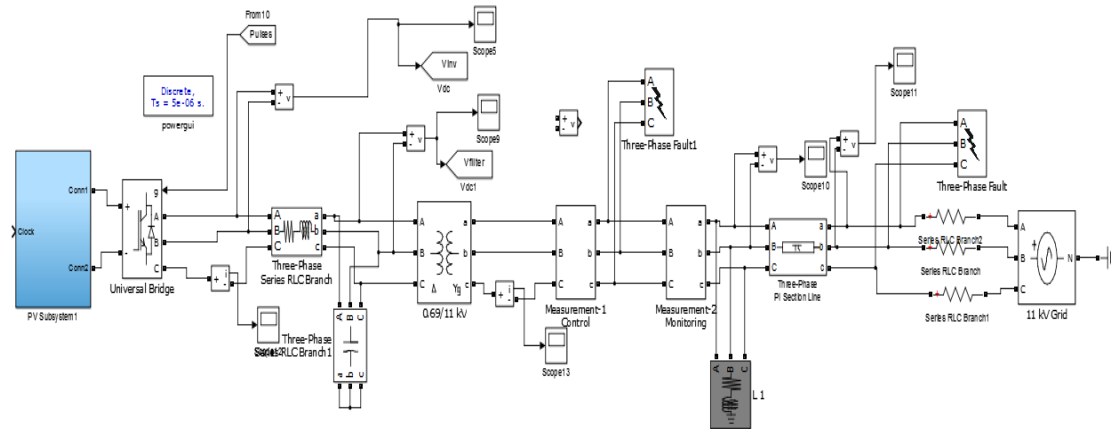 From10
Pulses
Discrete,
Ts = 5e-06 s.
powergui
Clock
Conn1
Conn2
PV Subsystem1
g
+
-
A
B
C
Universal Bridge
+
-
v
Scope5
Vinv
Vdc
+
-
v
Scope9
Vfilter
Vdc1
A
B
C
a
b
c
Three-Phase
Series RLC Branch
+
i
-
Three-Phase
Series RLC Branch1
A
B
C
a
b
c
A
B
C
a
b
c
Δ
Yg
0.69/11 kV
+
i
-
Scope13
A
B
C
a
b
c
Measurement-1
Control
+
-
v
A
B
C
Three-Phase Fault1
A
B
C
a
b
c
Measurement-2
Monitoring
A
B
C
L 1
+
-
v
Scope10
+
-
v
Scope11
A
B
C
a
b
c
Three-Phase
PI Section Line
A
B
C
Three-Phase Fault
+
Series RLC Branch2
+
Series RLC Branch
+
Series RLC Branch1
A
B
C
+
N
11 kV Grid